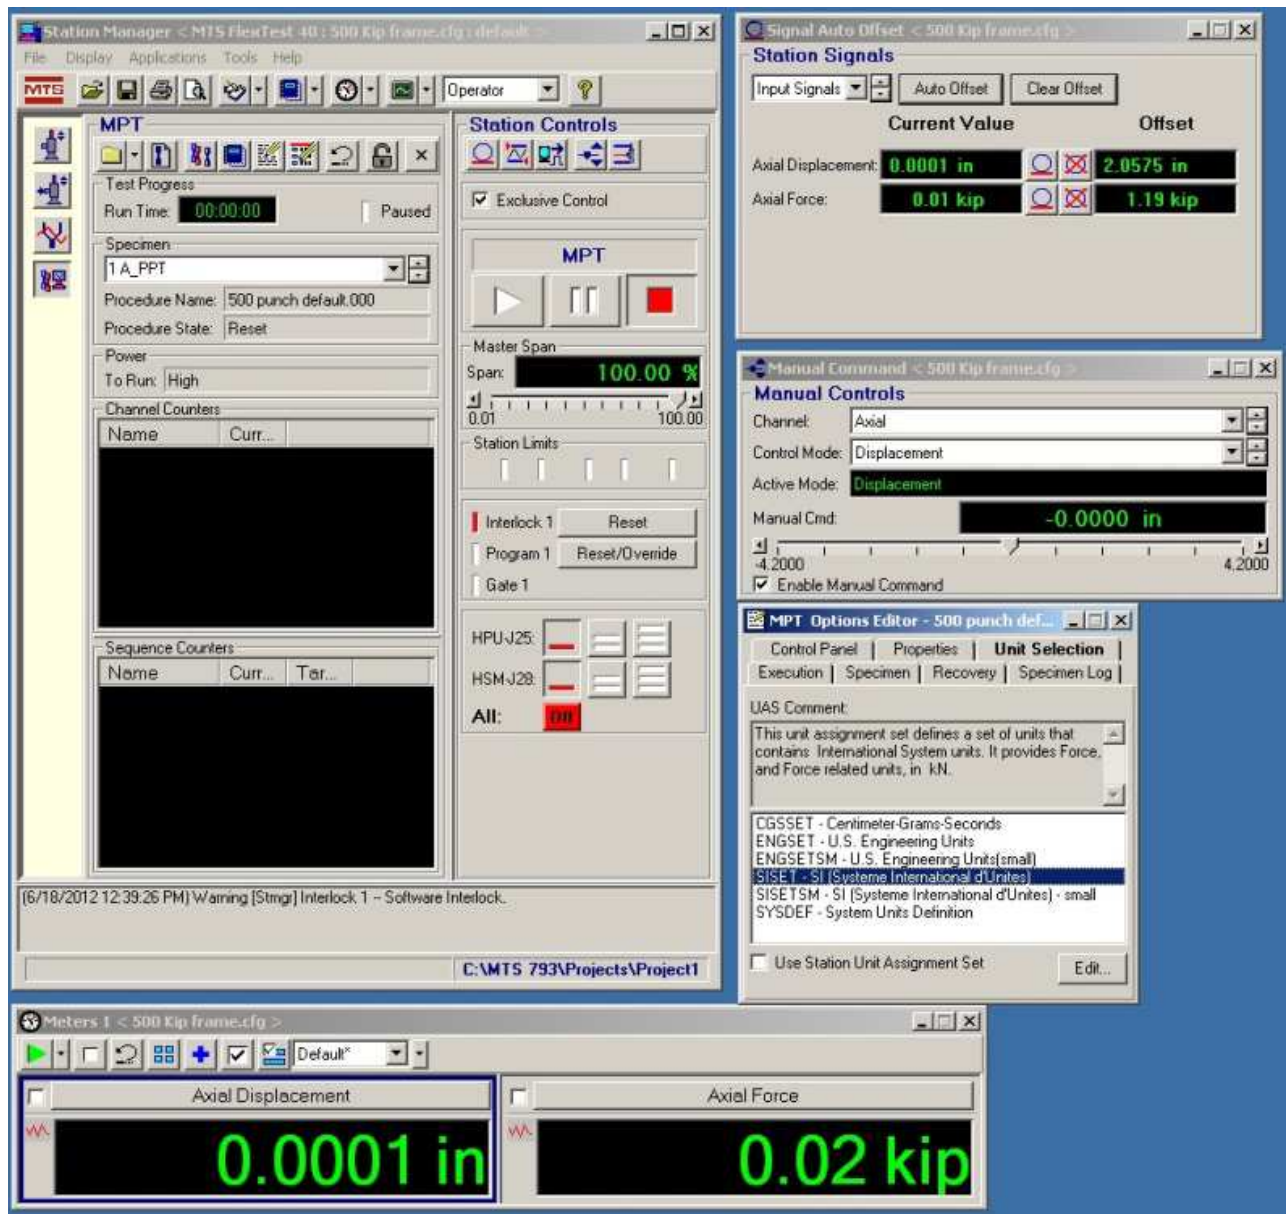 Station Manager < MTS FlexTest 40 : 500 Kip frame.cfg : default >
File Display Applications Tools Help
MTS Operator
MPT
Test Progress
Run Time: 00:00:00 Paused
Specimen
1 A_PPT
Procedure Name: 500 punch default.000
Procedure State: Reset
Power
To Run: High
Channel Counters
Name Curr...
Sequence Counters
Name Curr... Tar...
Station Controls
Exclusive Control
MPT
Master Span
Span: 100.00 %
0.01 100.00
Station Limits
Interlock 1 Reset
Program 1 Reset/Override
Gate 1
HPU-J25:
HSM-J28:
All: Off
(6/18/2012 12:39:26 PM) Warning [Stmgr] Interlock 1 -- Software Interlock.
C:\MTS 793\Projects\Project1
Signal Auto Offset < 500 Kip frame.cfg >
Station Signals
Input Signals Auto Offset Clear Offset
Current Value Offset
Axial Displacement: 0.0001 in 2.0575 in
Axial Force: 0.01 kip 1.19 kip
Manual Command < 500 Kip frame.cfg >
Manual Controls
Channel: Axial
Control Mode: Displacement
Active Mode: Displacement
Manual Cmd: -0.0000 in
-4.2000 4.2000
Enable Manual Command
MPT Options Editor - 500 punch def...
Control Panel Properties Unit Selection
Execution Specimen Recovery Specimen Log
UAS Comment:
This unit assignment set defines a set of units that
contains International System units. It provides Force,
and Force related units, in kN.
CGSSET - Centimeter-Grams-Seconds
ENGSET - U.S. Engineering Units
ENGSETSM - U.S. Engineering Units(small)
SISET - SI (Systeme International d'Unites)
SISETSM - SI (Systeme International d'Unites) - small
SYSDEF - System Units Definition
Use Station Unit Assignment Set Edit...
Meters 1 < 500 Kip frame.cfg >
Default*
Axial Displacement Axial Force
0.0001 in 0.02 kip